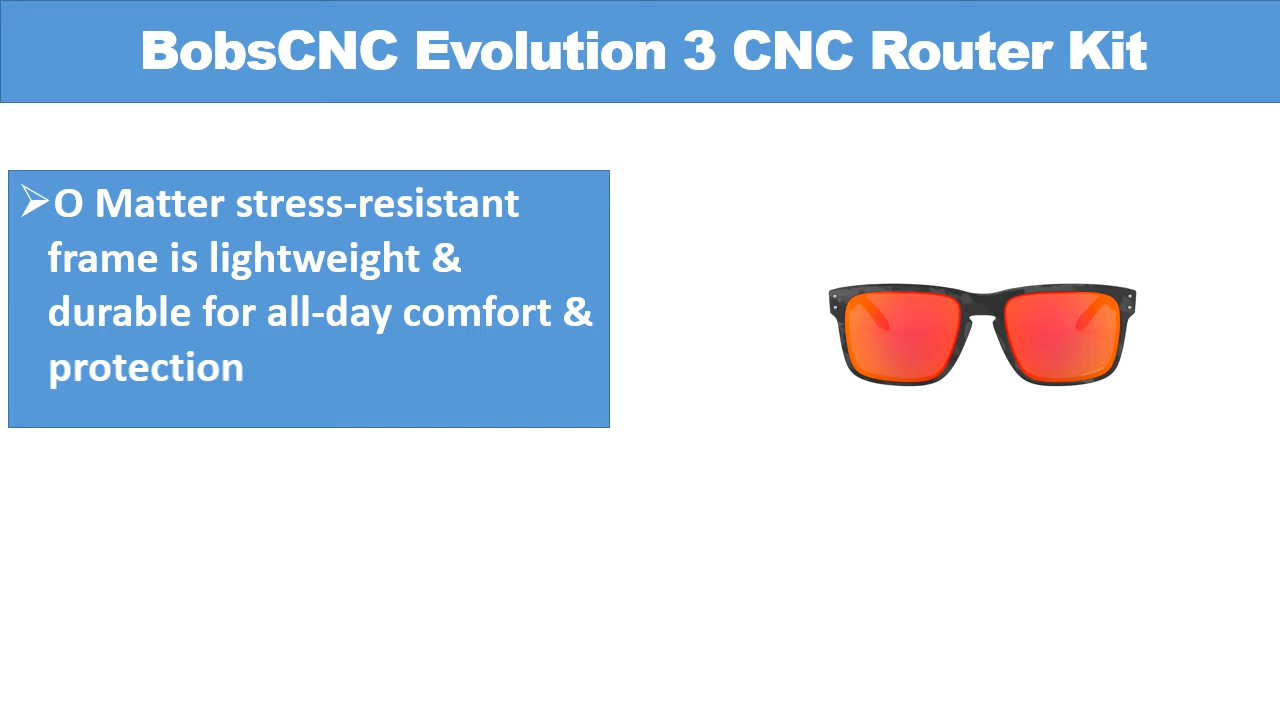 BobsCNC Evolution 3 CNC Router Kit
➢O Matter stress-resistant
frame is lightweight &
durable for all-day comfort &
protection